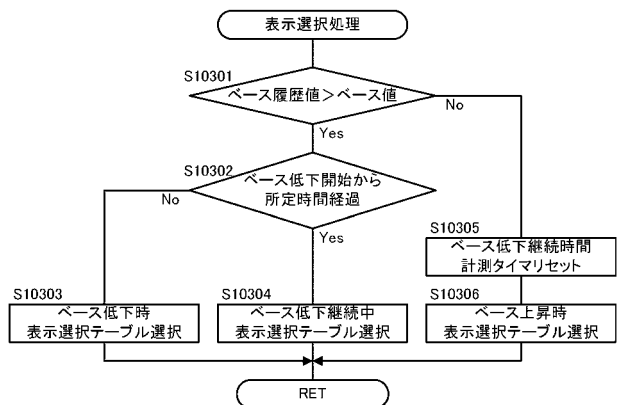 表示選択処理
S10301
ベース履歴値＞ベース値
No
Yes
S10302
ベース低下開始から
所定時間経過
No
Yes
S10305
ベース低下継続時間
計測タイマリセット
S10303
ベース低下時
表示選択テーブル選択
S10304
ベース低下継続中
表示選択テーブル選択
S10306
ベース上昇時
表示選択テーブル選択
RET